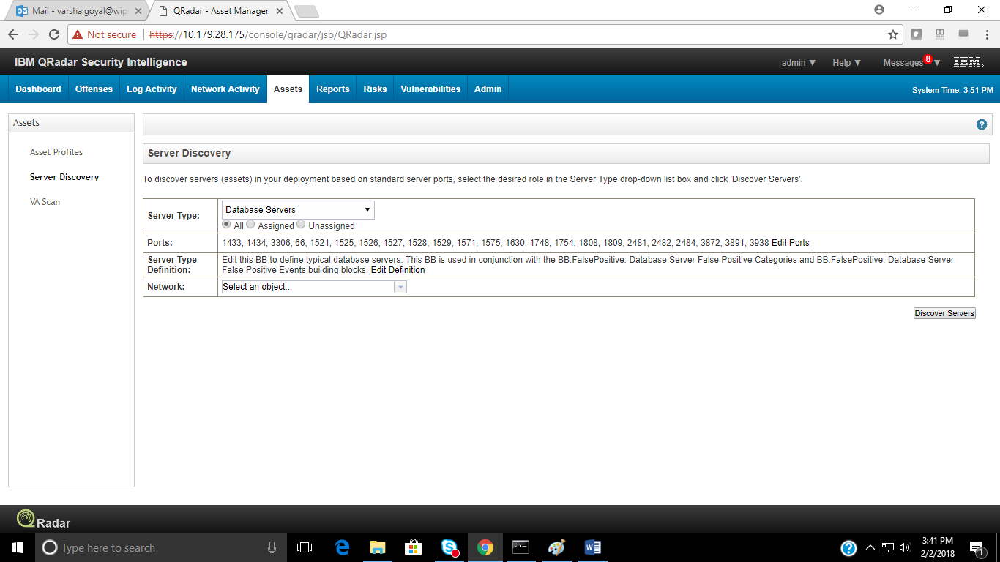 Mail - varsha.goyal@wip
QRadar - Asset Manager
Not secure https://10.179.28.175/console/qradar/jsp/QRadar.jsp
IBM QRadar Security Intelligence
admin ▼ Help ▼ Messages 8 ▼ IBM.
Dashboard Offenses Log Activity Network Activity Assets Reports Risks Vulnerabilities Admin System Time: 3:51 PM
Assets
Asset Profiles
Server Discovery
VA Scan
?
Server Discovery
To discover servers (assets) in your deployment based on standard server ports, select the desired role in the Server Type drop-down list box and click 'Discover Servers'.
Server Type: Database Servers
All Assigned Unassigned
Ports: 1433, 1434, 3306, 66, 1521, 1525, 1526, 1527, 1528, 1529, 1571, 1575, 1630, 1748, 1754, 1808, 1809, 2481, 2482, 2484, 3872, 3891, 3938 Edit Ports
Server Type Definition: Edit this BB to define typical database servers. This BB is used in conjunction with the BB:FalsePositive: Database Server False Positive Categories and BB:FalsePositive: Database Server
False Positive Events building blocks. Edit Definition
Network: Select an object...
Discover Servers
QRadar
Type here to search
3:41 PM
2/2/2018
1